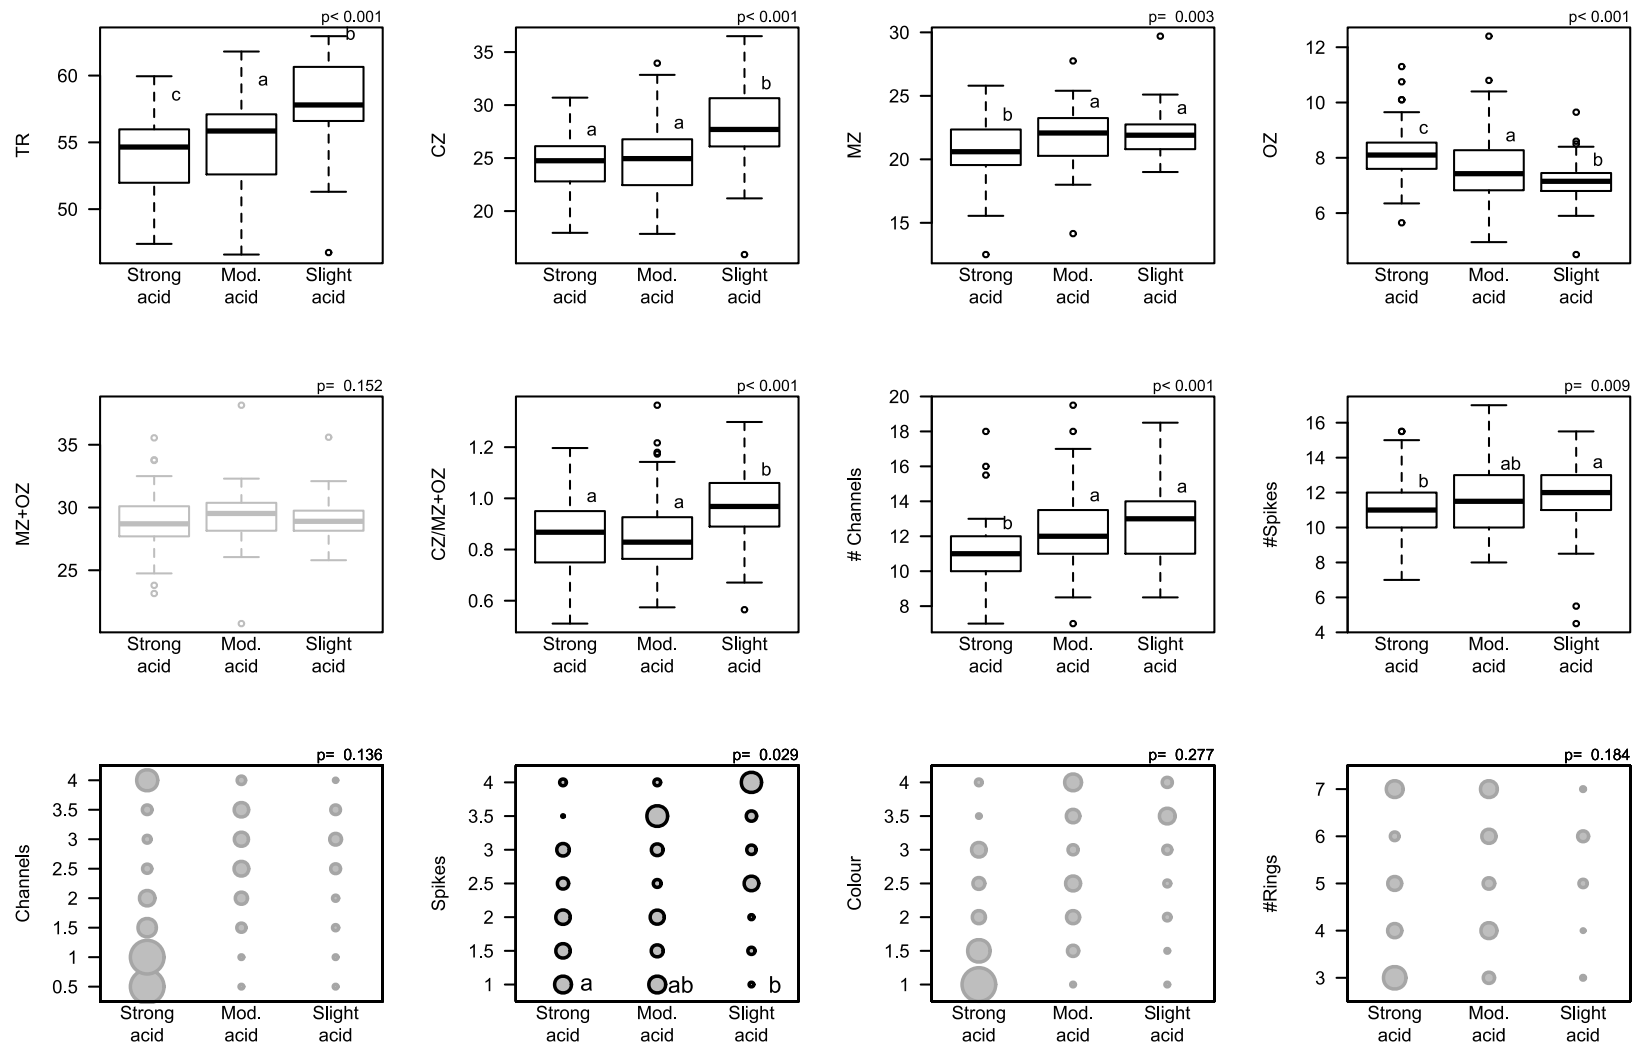 p< 0.001
TR
60
55
50
c
a
b
Strong
acid
Mod.
acid
Slight
acid
p< 0.001
CZ
35
30
25
20
a
a
b
Strong
acid
Mod.
acid
Slight
acid
p= 0.003
MZ
30
25
20
15
b
a
a
Strong
acid
Mod.
acid
Slight
acid
p< 0.001
OZ
12
10
8
6
c
a
b
Strong
acid
Mod.
acid
Slight
acid
p= 0.152
MZ+OZ
35
30
25
Strong
acid
Mod.
acid
Slight
acid
p< 0.001
CZ/MZ+OZ
1.2
1.0
0.8
0.6
a
a
b
Strong
acid
Mod.
acid
Slight
acid
p< 0.001
# Channels
20
18
16
14
12
10
8
b
a
a
Strong
acid
Mod.
acid
Slight
acid
p= 0.009
#Spikes
16
14
12
10
8
6
4
b
ab
a
Strong
acid
Mod.
acid
Slight
acid
p= 0.136
Channels
4
3.5
3
2.5
2
1.5
1
0.5
Strong
acid
Mod.
acid
Slight
acid
p= 0.029
Spikes
4
3.5
3
2.5
2
1.5
1
a
ab
b
Strong
acid
Mod.
acid
Slight
acid
p= 0.277
Colour
4
3.5
3
2.5
2
1.5
1
Strong
acid
Mod.
acid
Slight
acid
p= 0.184
#Rings
7
6
5
4
3
Strong
acid
Mod.
acid
Slight
acid